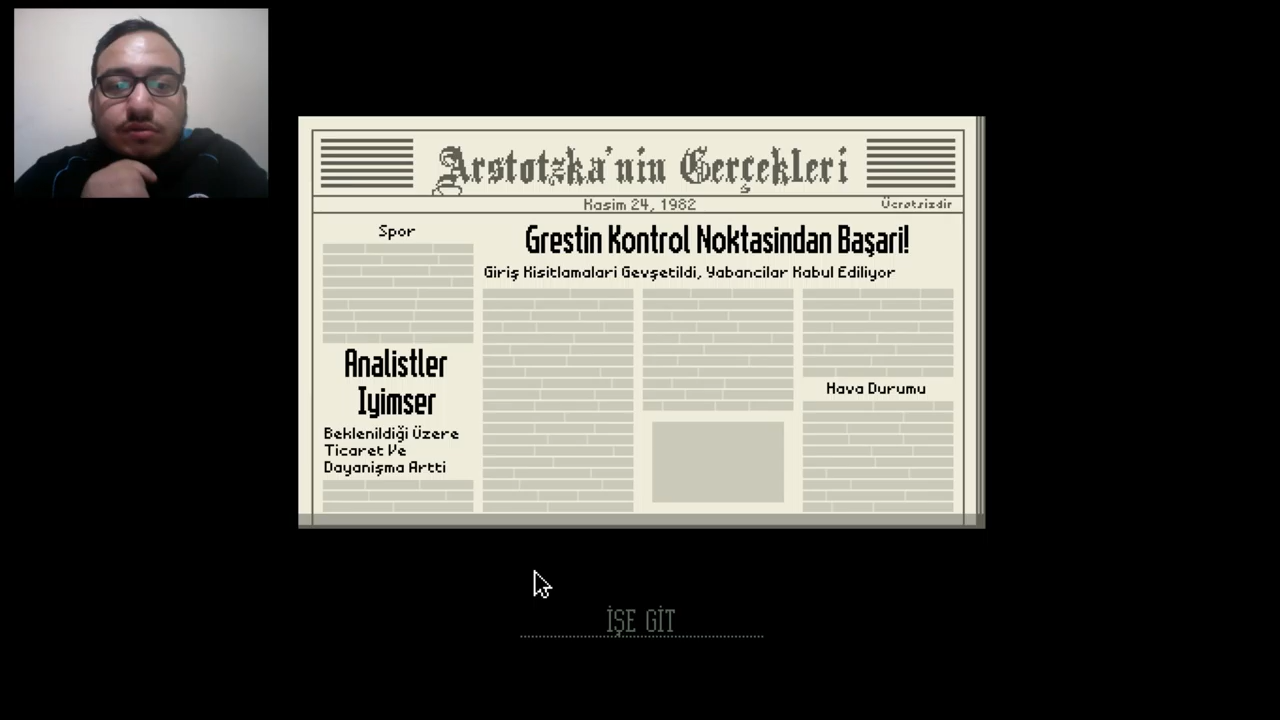 Arstotzka'nin Gerçekleri
Kasim 24, 1982
Ücretsizdir
Spor
Grestin Kontrol Noktasindan Başari!
Giriş Kisitlamalari Gevşetildi, Yabancilar Kabul Ediliyor
Analistler
Iyimser
Beklenildiği Üzere
Ticaret Ve
Dayanişma Artti
Hava Durumu
İŞE GİT